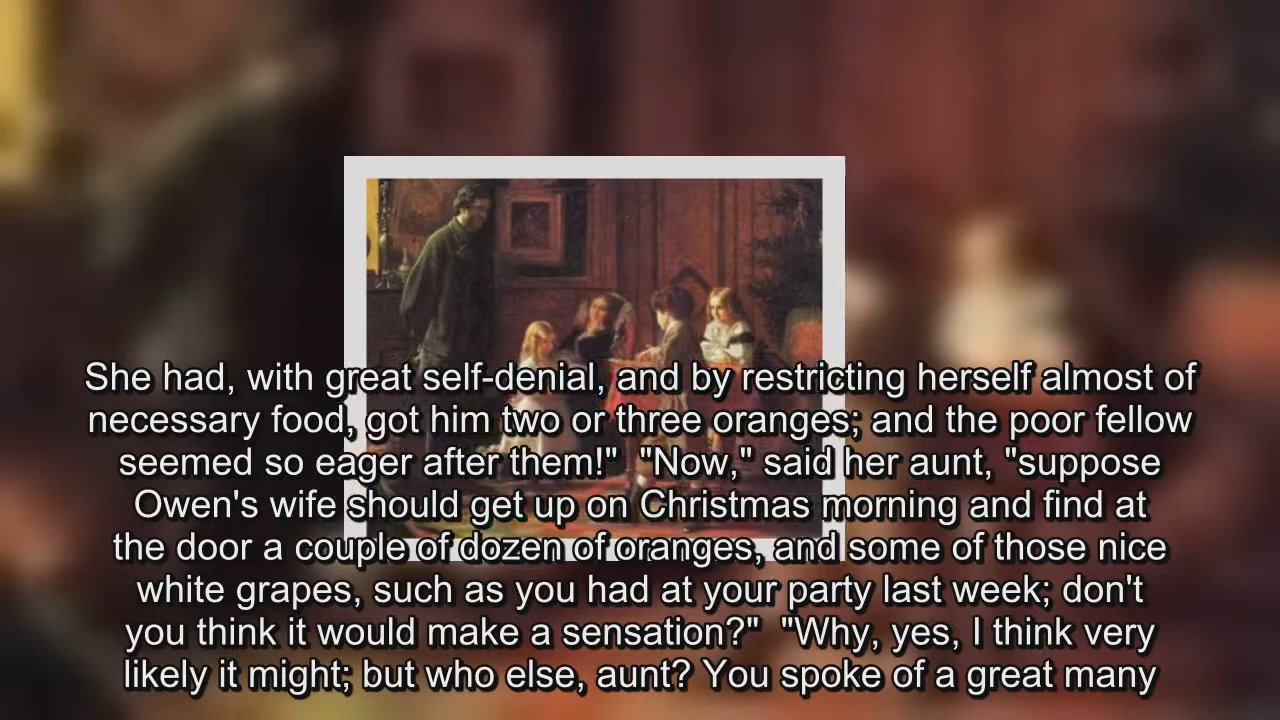 She had, with great self-denial, and by restricting herself almost of
necessary food, got him two or three oranges; and the poor fellow
seemed so eager after them!"  "Now," said her aunt, "suppose
Owen's wife should get up on Christmas morning and find at
the door a couple of dozen of oranges, and some of those nice
white grapes, such as you had at your party last week; don't
you think it would make a sensation?"  "Why, yes, I think very
likely it might; but who else, aunt? You spoke of a great many